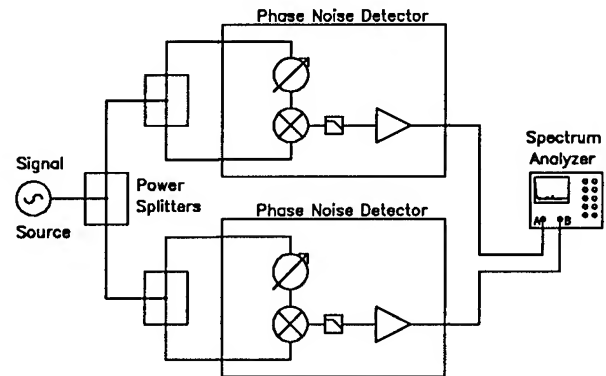 Phase Noise Detector
Signal
Source
Power
Splitters
Spectrum
Analyzer
A
B
Phase Noise Detector